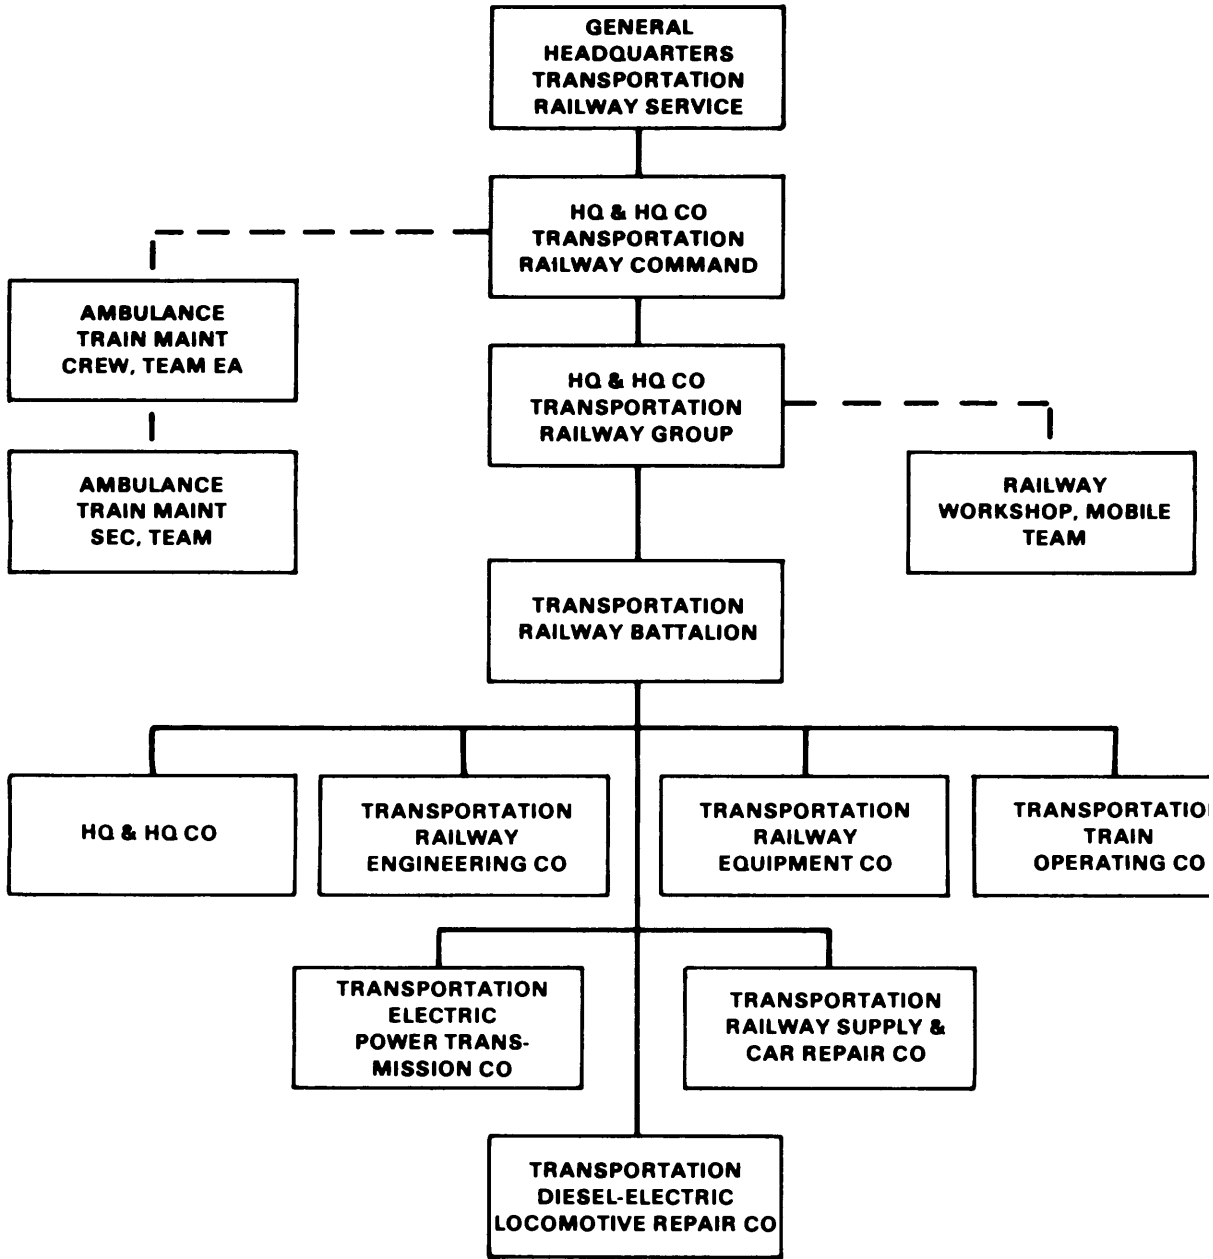 GENERAL
HEADQUARTERS
TRANSPORTATION
RAILWAY SERVICE
HQ & HQ CO
TRANSPORTATION
RAILWAY COMMAND
AMBULANCE
TRAIN MAINT
CREW, TEAM EA
HQ & HQ CO
TRANSPORTATION
RAILWAY GROUP
AMBULANCE
TRAIN MAINT
SEC, TEAM
RAILWAY
WORKSHOP, MOBILE
TEAM
TRANSPORTATION
RAILWAY BATTALION
HQ & HQ CO
TRANSPORTATION
RAILWAY
ENGINEERING CO
TRANSPORTATION
RAILWAY
EQUIPMENT CO
TRANSPORTATION
TRAIN
OPERATING CO
TRANSPORTATION
ELECTRIC
POWER TRANS-
MISSION CO
TRANSPORTATION
RAILWAY SUPPLY &
CAR REPAIR CO
TRANSPORTATION
DIESEL-ELECTRIC
LOCOMOTIVE REPAIR CO